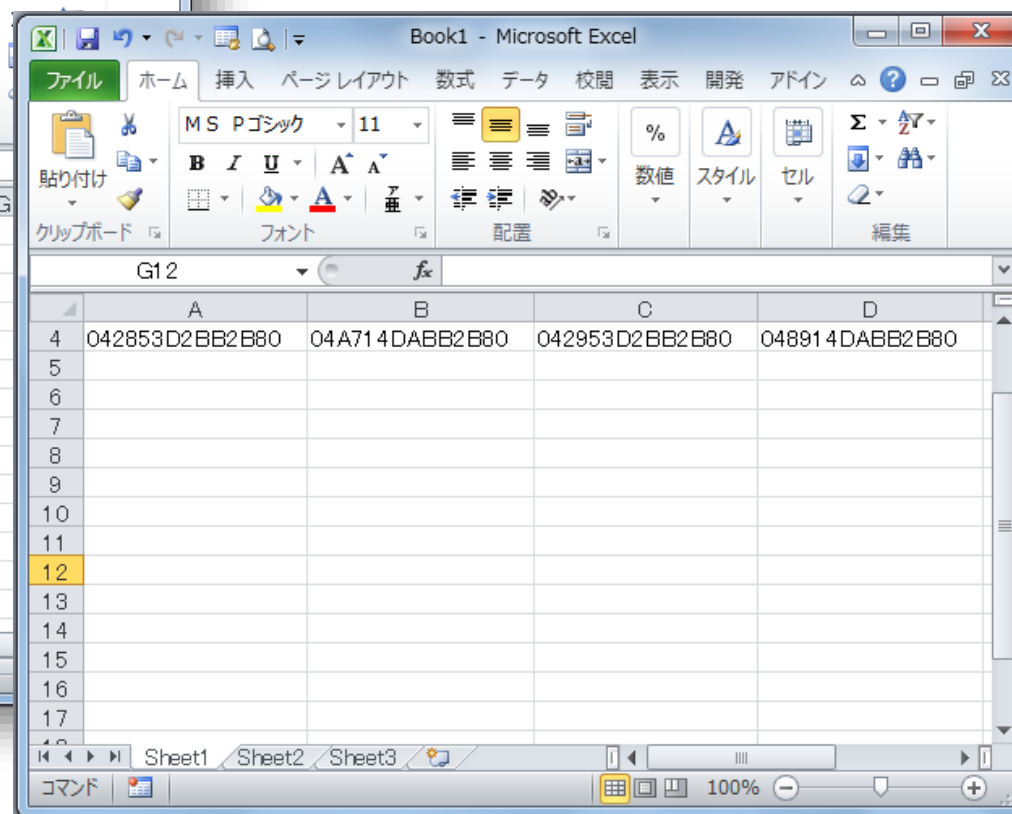 Book1 - Microsoft Excel
ファイル ホーム 挿入 ページ レイアウト 数式 データ 校閲 表示 開発 アドイン
貼り付け
ＭＳ Ｐゴシック 11
B I U A A
% 数値 スタイル セル Σ
クリップボード フォント 配置 編集
G12 fx
G
A B C D
4 042853D2BB2B80 04A714DABB2B80 042953D2BB2B80 048914DABB2B80
5
6
7
8
9
10
11
12
13
14
15
16
17
Sheet1 Sheet2 Sheet3
コマンド 100%